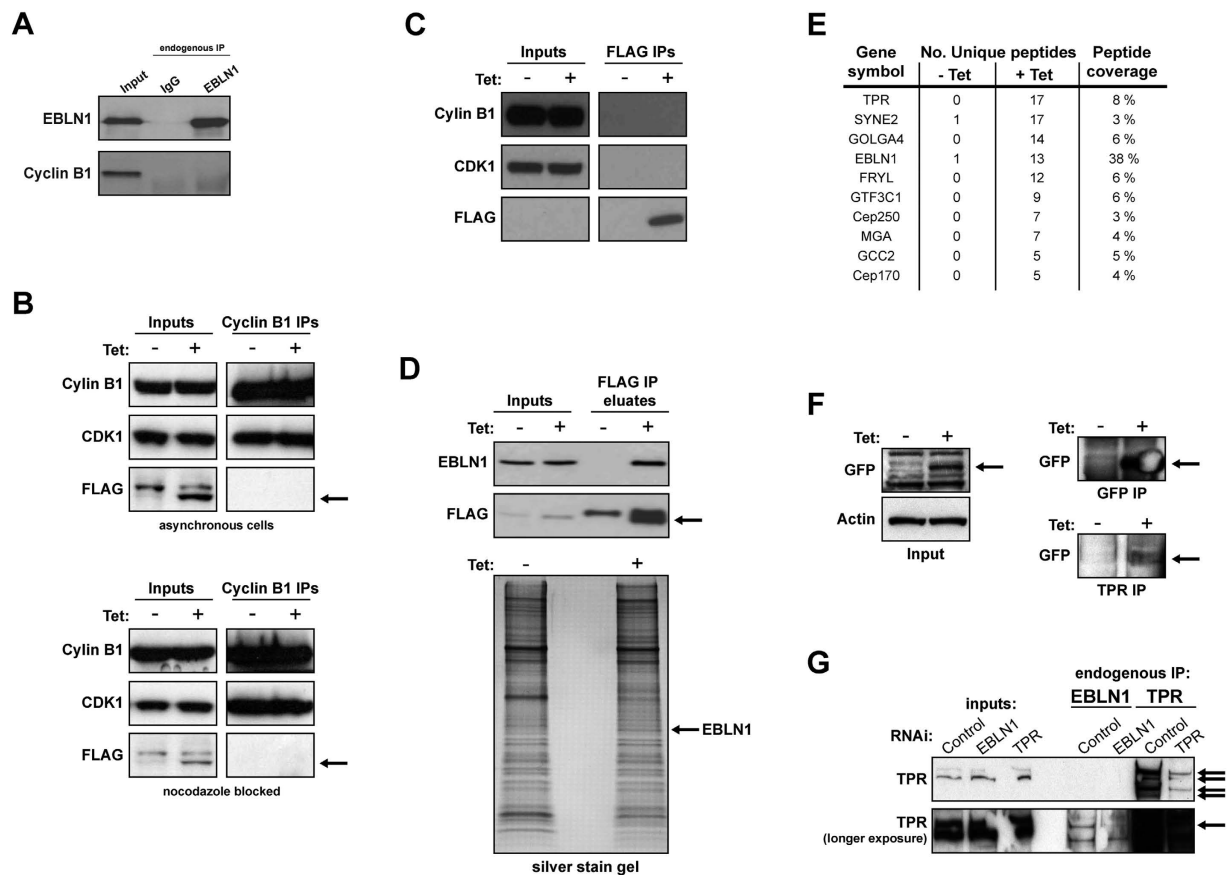 A
endogenous IP
Input IgG EBLN1
EBLN1
Cyclin B1
B
Inputs Cyclin B1 IPs
Tet: - + - +
Cylin B1
CDK1
FLAG
asynchronous cells
Inputs Cyclin B1 IPs
Tet: - + - +
Cylin B1
CDK1
FLAG
nocodazole blocked
C
Inputs FLAG IPs
Tet: - + - +
Cylin B1
CDK1
FLAG
D
FLAG IP
Inputs eluates
Tet: - + - +
EBLN1
FLAG
Tet: - +
EBLN1
silver stain gel
E
Gene symbol No. Unique peptides Peptide coverage
- Tet + Tet
TPR 0 17 8 %
SYNE2 1 17 3 %
GOLGA4 0 14 6 %
EBLN1 1 13 38 %
FRYL 0 12 6 %
GTF3C1 0 9 6 %
Cep250 0 7 3 %
MGA 0 7 4 %
GCC2 0 5 5 %
Cep170 0 5 4 %
F
Tet: - +
GFP
Actin
Input
Tet: - +
GFP
GFP IP
Tet: - +
GFP
TPR IP
G
endogenous IP:
inputs: EBLN1 TPR
RNAi: Control EBLN1 TPR Control EBLN1 Control TPR
TPR
TPR
(longer exposure)